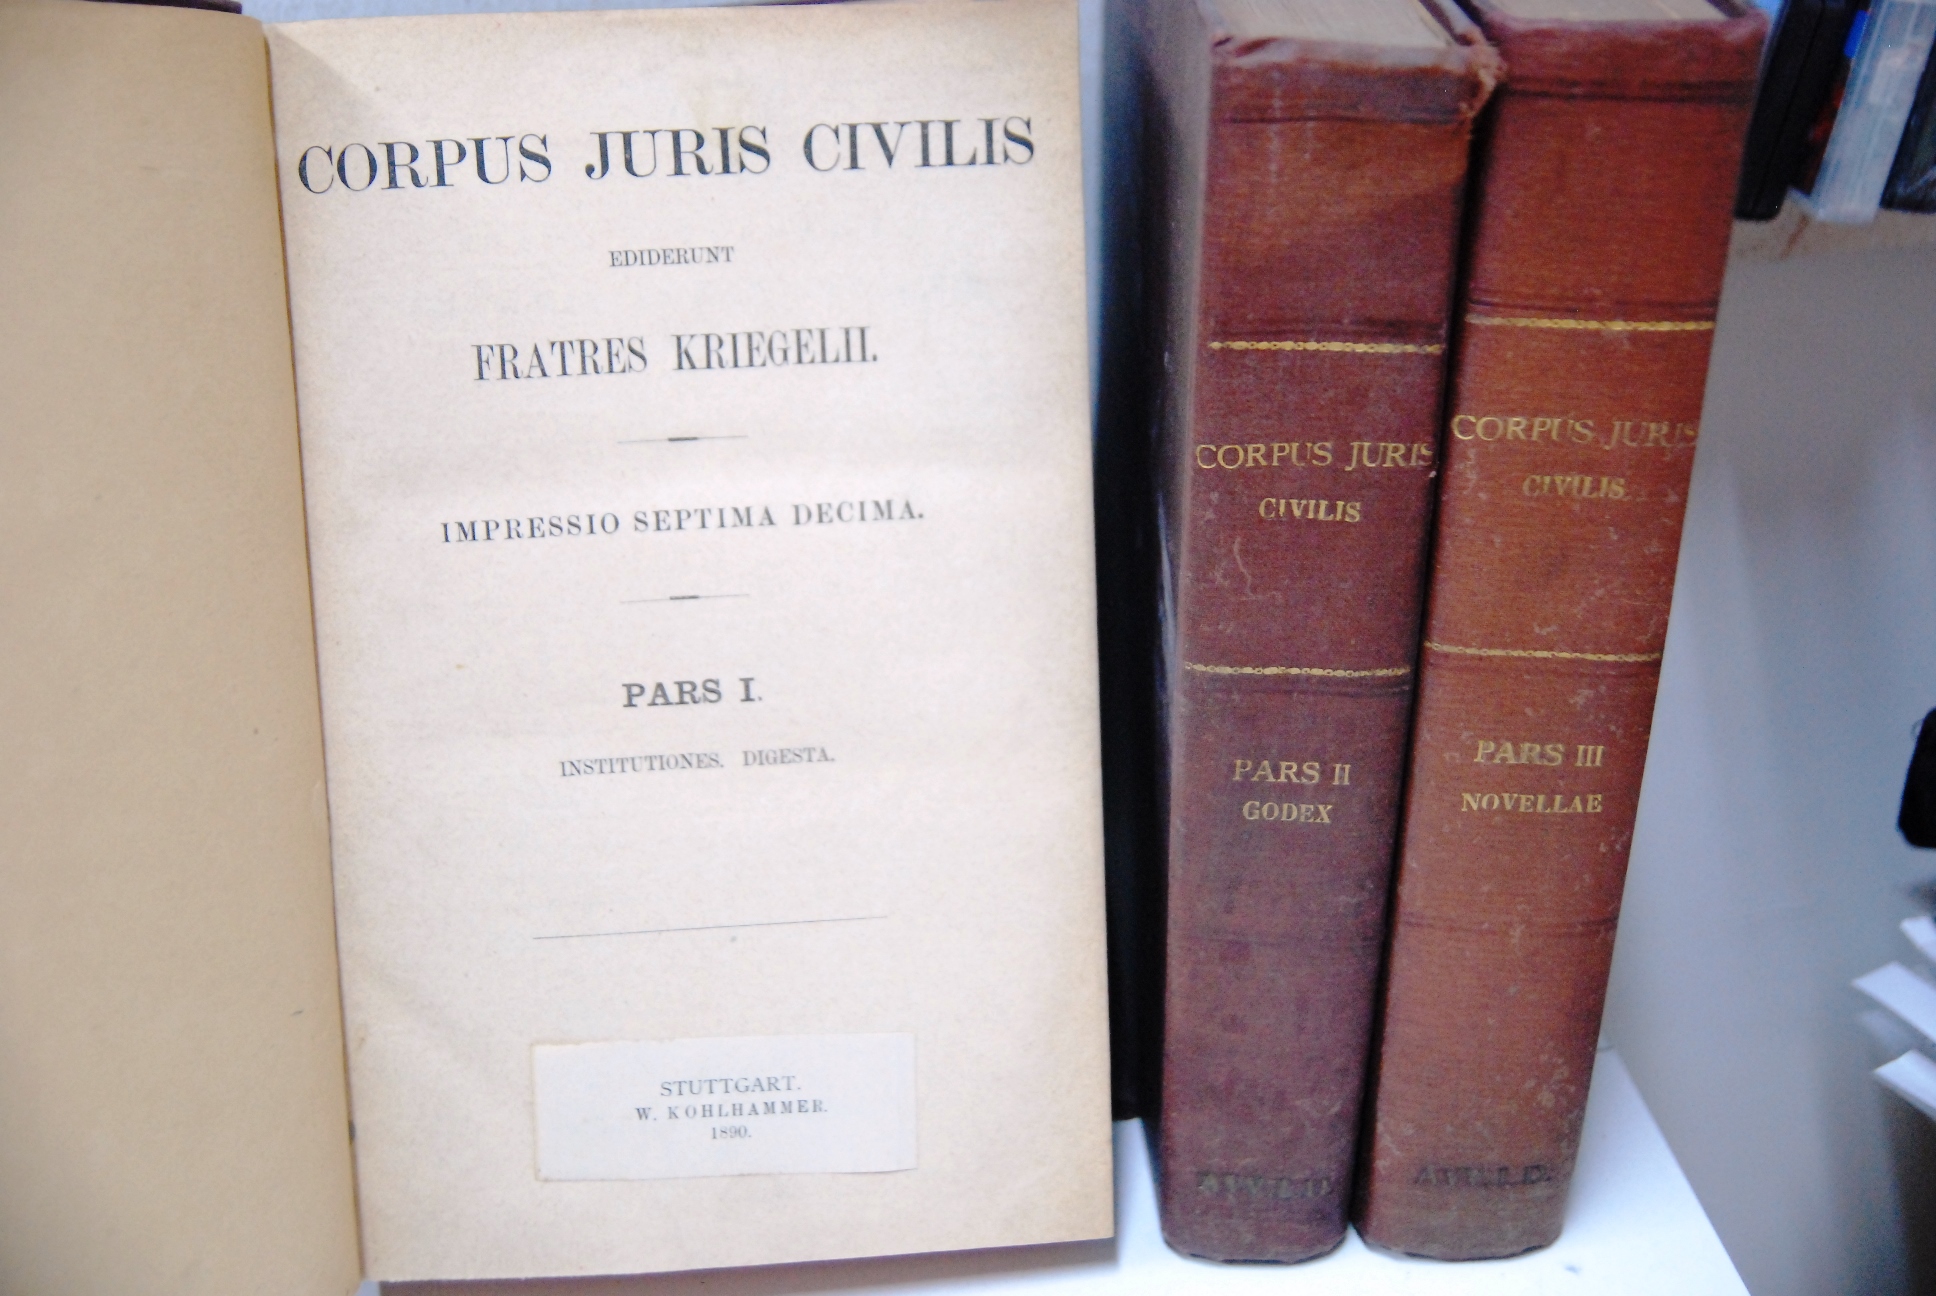 CORPUS JURIS CIVILIS
EDIDERUNT
FRATRES KRIEGELII.
IMPRESSIO SEPTIMA DECIMA.
PARS I.
INSTITUTIONES. DIGESTA.
STUTTGART.
W. KOHLHAMMER.
1890.
CORPUS JURIS
CIVILIS
PARS II
GODEX
CORPUS JURIS
CIVILIS
PARS III
NOVELLAE